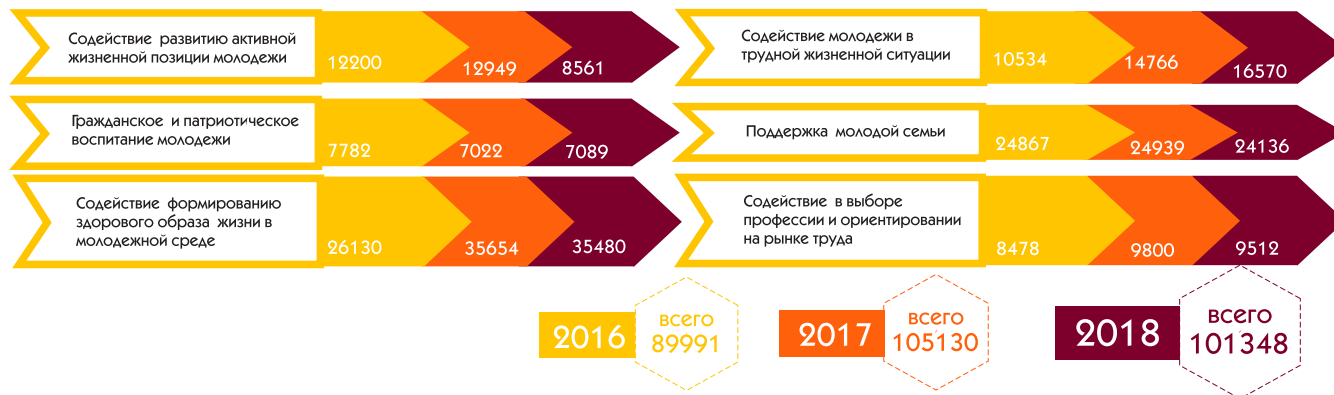 Содействие развитию активной
жизненной позиции молодежи
12200 12949 8561
Гражданское и патриотическое
воспитание молодежи
7782 7022 7089
Содействие формированию
здорового образа жизни в
молодежной среде
26130 35654 35480
Содействие молодежи в
трудной жизненной ситуации
10534 14766 16570
Поддержка молодой семьи
24867 24939 24136
Содействие в выборе
профессии и ориентировании
на рынке труда
8478 9800 9512
2016 всего
89991
2017 всего
105130
2018 всего
101348